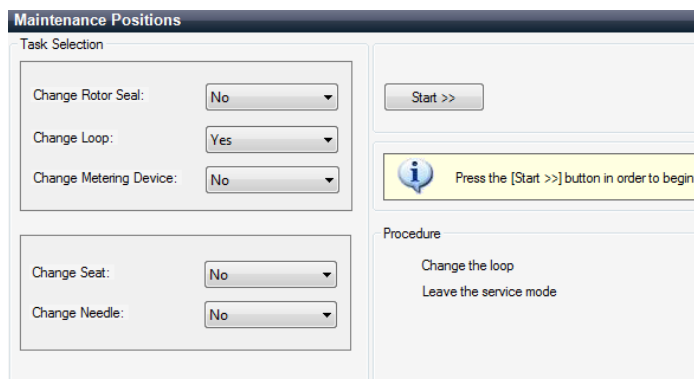 Maintenance Positions
Task Selection
Change Rotor Seal: No
Change Loop: Yes
Change Metering Device: No
Change Seat: No
Change Needle: No
Start >>
Press the [Start >>] button in order to begin
Procedure
Change the loop
Leave the service mode